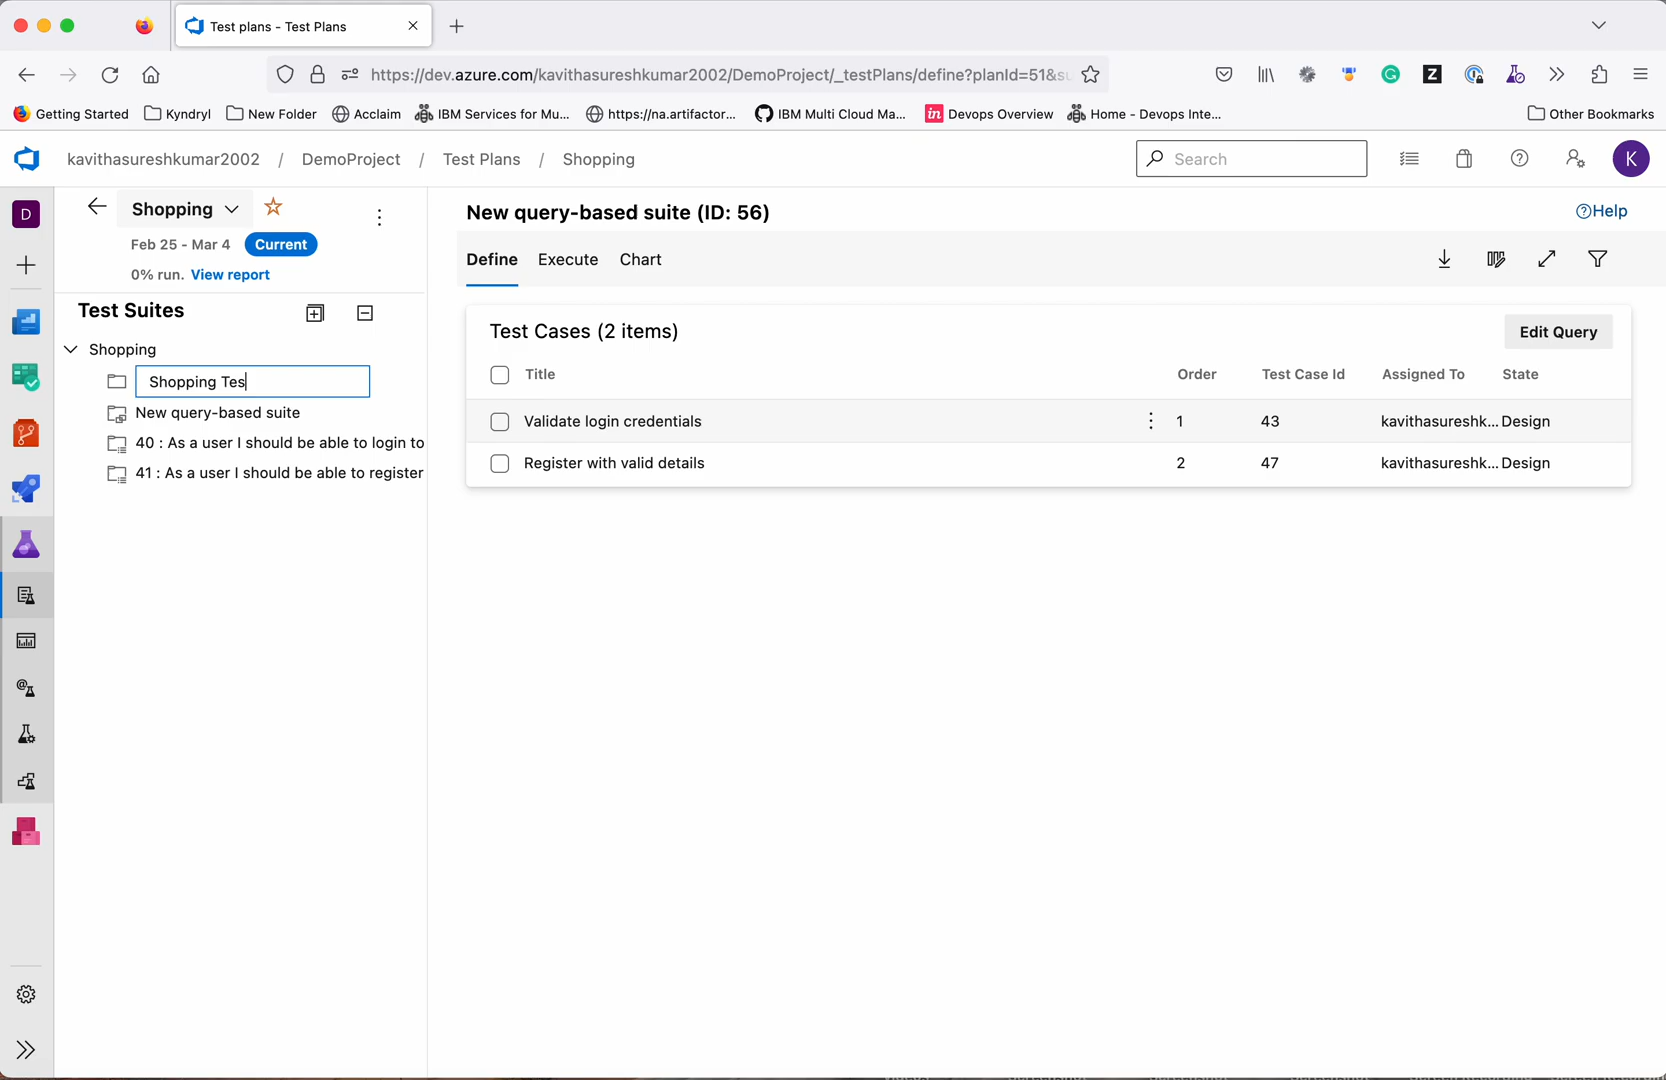 Test plans - Test Plans
https://dev.azure.com/kavithasureshkumar2002/DemoProject/_testPlans/define?planId=51&su
Getting Started Kyndryl New Folder Acclaim IBM Services for Mu... https://na.artifactor... IBM Multi Cloud Ma... in Devops Overview Home - Devops Inte... Other Bookmarks
kavithasureshkumar2002 / DemoProject / Test Plans / Shopping Search K
D Shopping New query-based suite (ID: 56) Help
Feb 25 - Mar 4 Current
Define Execute Chart
0% run. View report
Test Suites
Test Cases (2 items) Edit Query
Shopping
Title Order Test Case Id Assigned To State
Shopping Tes
New query-based suite
Validate login credentials 1 43 kavithasureshk... Design
40 : As a user I should be able to login to
Register with valid details 2 47 kavithasureshk... Design
41 : As a user I should be able to register